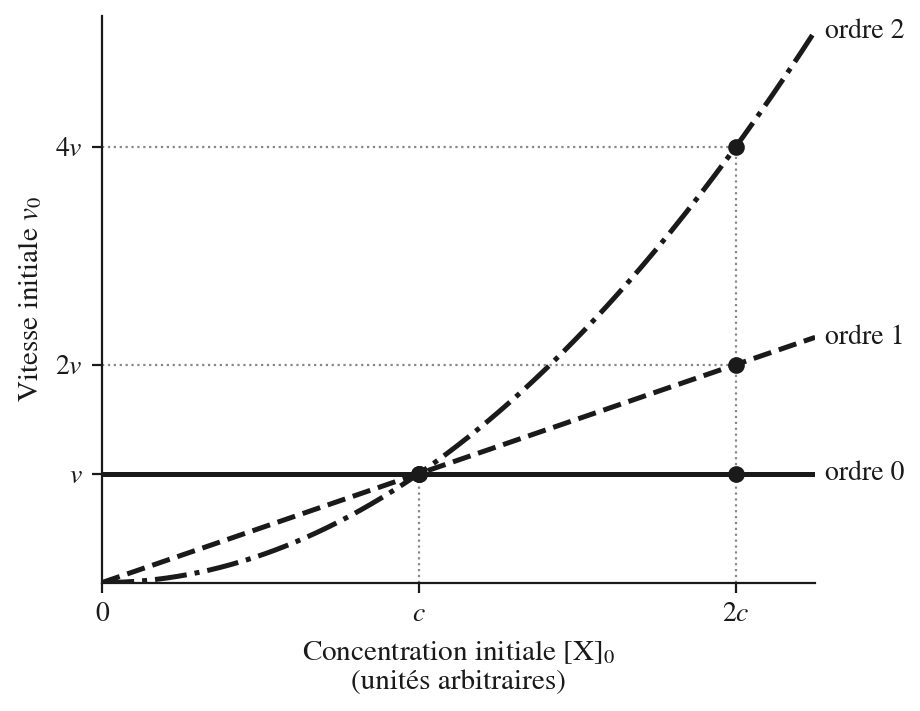 ordre 2
4v
Vitesse initiale v₀
ordre 1
2v
v
ordre 0
0
c
2c
Concentration initiale [X]₀
(unités arbitraires)